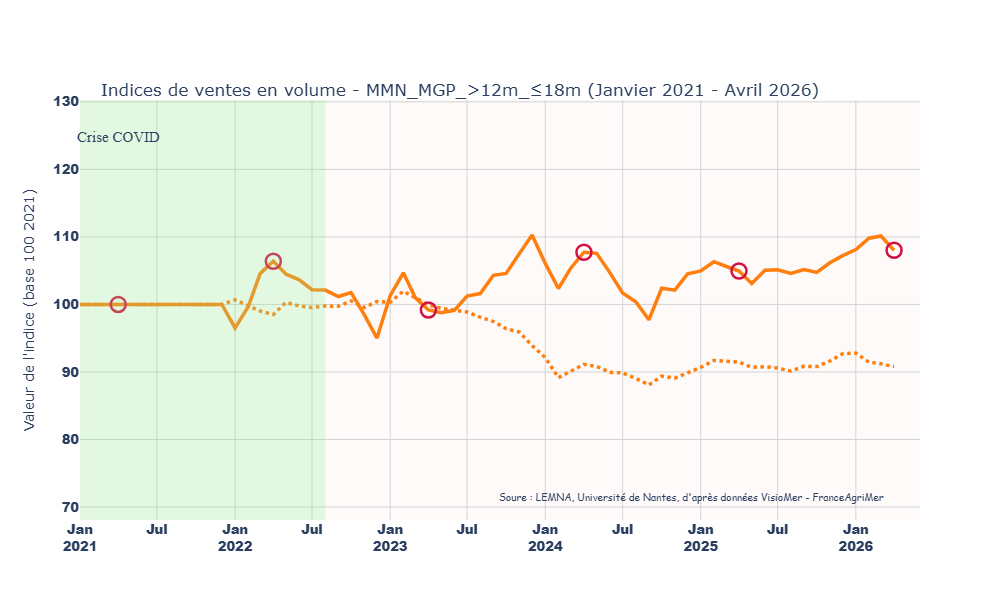 Indices de ventes en volume - MMN_MGP_>12m_≤18m (Janvier 2021 - Avril 2026)
130
Crise COVID
120
110
100
90
80
70
Valeur de l'indice (base 100 2021)
Soure : LEMNA, Université de Nantes, d'après données VisioMer - FranceAgriMer
Jan Jul Jan Jul Jan Jul Jan Jul Jan Jul Jan
2021 2022 2023 2024 2025 2026